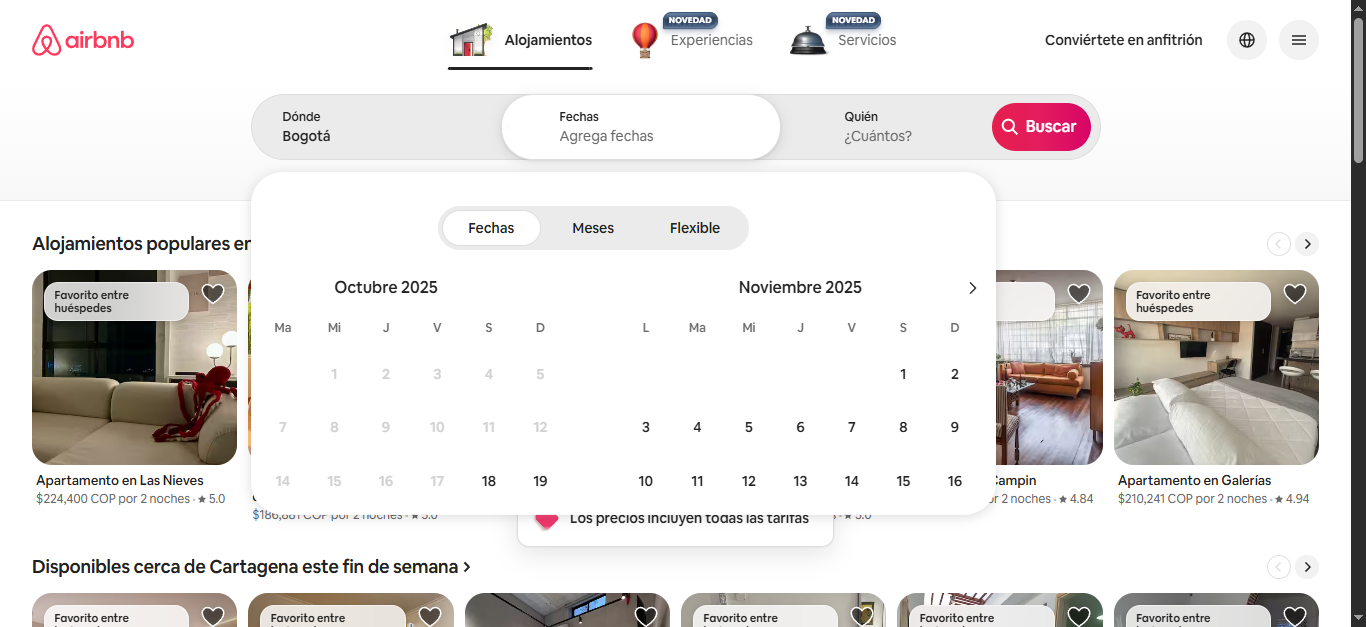 airbnb
Alojamientos
NOVEDAD
Experiencias
NOVEDAD
Servicios
Conviértete en anfitrión
Dónde
Bogotá
Fechas
Agrega fechas
Quién
¿Cuántos?
Buscar
Fechas
Meses
Flexible
Octubre 2025
Ma Mi J V S D
1 2 3 4 5
7 8 9 10 11 12
14 15 16 17 18 19
Noviembre 2025
L Ma Mi J V S D
1 2
3 4 5 6 7 8 9
10 11 12 13 14 15 16
Alojamientos populares en
Favorito entre
huéspedes
Favorito entre
huéspedes
Apartamento en Las Nieves
$224,400 COP por 2 noches · ★ 5.0
$186,881 COP por 2 noches · ★ 5.0
★ 5.0
Campin
por 2 noches · ★ 4.84
Apartamento en Galerías
$210,241 COP por 2 noches · ★ 4.94
Los precios incluyen todas las tarifas
Disponibles cerca de Cartagena este fin de semana
Favorito entre
Favorito entre
Favorito entre
Favorito entre
Favorito entre